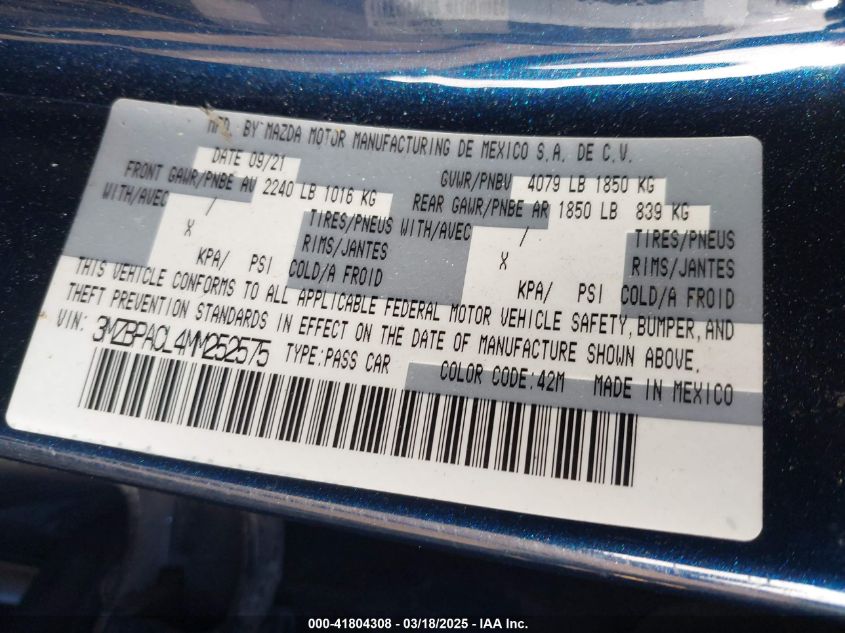 MFD. BY MAZDA MOTOR MANUFACTURING DE MEXICO S.A. DE C.V.
DATE 09/21 GVWR/PNBV 4079 LB 1850 KG
FRONT GAWR/PNBE AV 2240 LB 1016 KG REAR GAWR/PNBE AR 1850 LB 839 KG
WITH/AVEC / TIRES/PNEUS WITH/AVEC / TIRES/PNEUS
X RIMS/JANTES X RIMS/JANTES
KPA/ PSI COLD/A FROID KPA/ PSI COLD/A FROID
THIS VEHICLE CONFORMS TO ALL APPLICABLE FEDERAL MOTOR VEHICLE SAFETY, BUMPER, AND
THEFT PREVENTION STANDARDS IN EFFECT ON THE DATE OF MANUFACTURE SHOWN ABOVE.
VIN: 3MZBPACL4MM252575 TYPE:PASS CAR COLOR CODE:42M MADE IN MEXICO
000-41804308 - 03/18/2025 - IAA Inc.